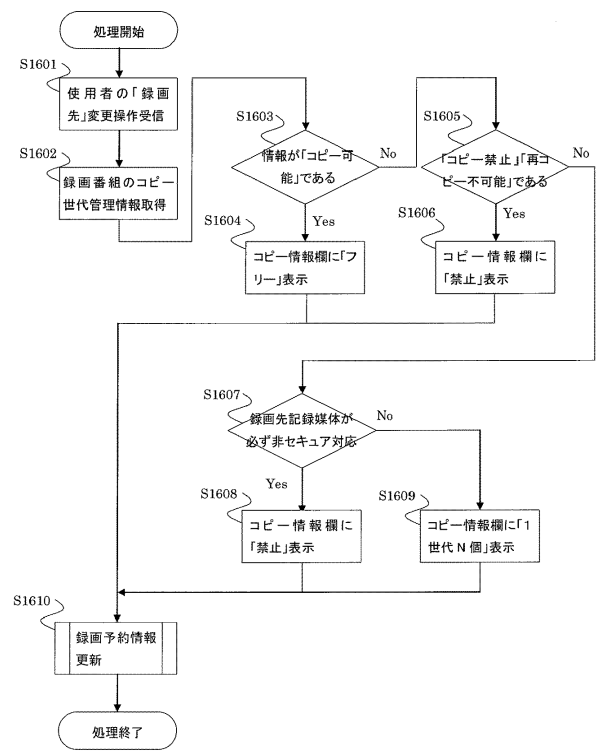 処理開始
S1601
使用者の「録画
先」変更操作受信
S1602
録画番組のコピー
世代管理情報取得
S1603
情報が「コピー可
能」である
No
Yes
S1604
コピー情報欄に「フ
リー」表示
S1605
「コピー禁止」「再コ
ピー不可能」である
No
Yes
S1606
コピー情報欄に
「禁止」表示
S1607
録画先記録媒体が
必ず非セキュア対応
No
Yes
S1608
コピー情報欄に
「禁止」表示
S1609
コピー情報欄に「1
世代N個」表示
S1610
録画予約情報
更新
処理終了